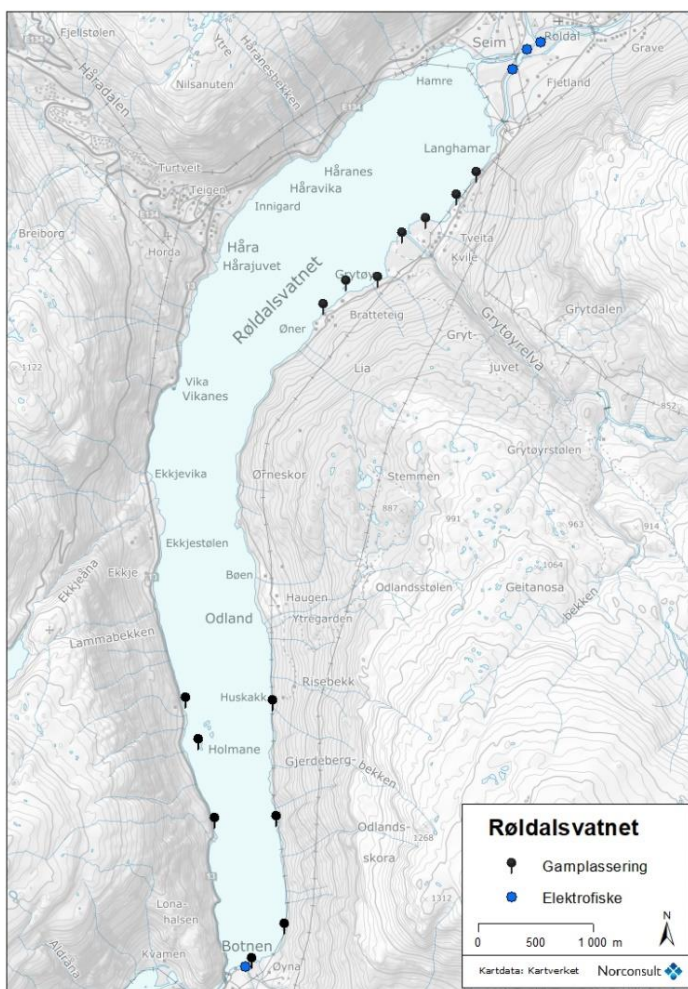 Fjellstølen
Ytre
Håranesbekken
Nilsanuten
Håradalen
Seim
Røldal
Grave
Hamre
Fjetland
E134
Langhamar
Turtveit
Teigen
Håranes
Håravika
Innigard
Breiborg
Horda
Håra
Hårajuvet
Røldalsvatnet
Tveita
Kvile
Grytøy
Grytdalen
Øner
Bratteteig
Grytøyrelva
1122
Gryt-
juvet
Lia
Vika
Vikanes
852
Grytøyrstølen
Ekkjevika
Ørneskor
Stemmen
887
991
963
914
Ekkjestølen
1064
Ekkjeåna
Ekkje
Bøen
Haugen
Odlandsstølen
Geitanosa
bekken
Odland
Ytregarden
Lammabekken
Risebekk
Huskakk
Holmane
Gjerdeberg-
bekken
Odlands-
skora
1268
1312
Lona-
halsen
Kvamen
Botnen
Øyna
Aldråna
Røldalsvatnet
Gamplassering
Elektrofiske
0 500 1 000 m
N
Kartdata: Kartverket Norconsult